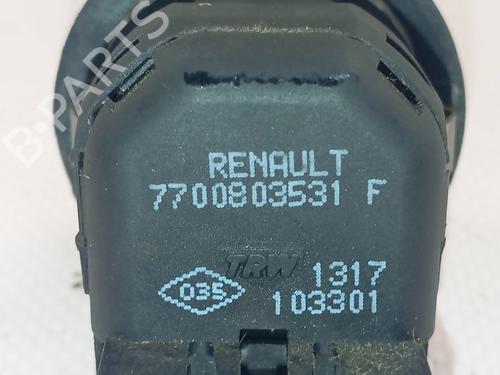 B-PARTS
RENAULT
7700803531 F
TRW
1317
035
103301